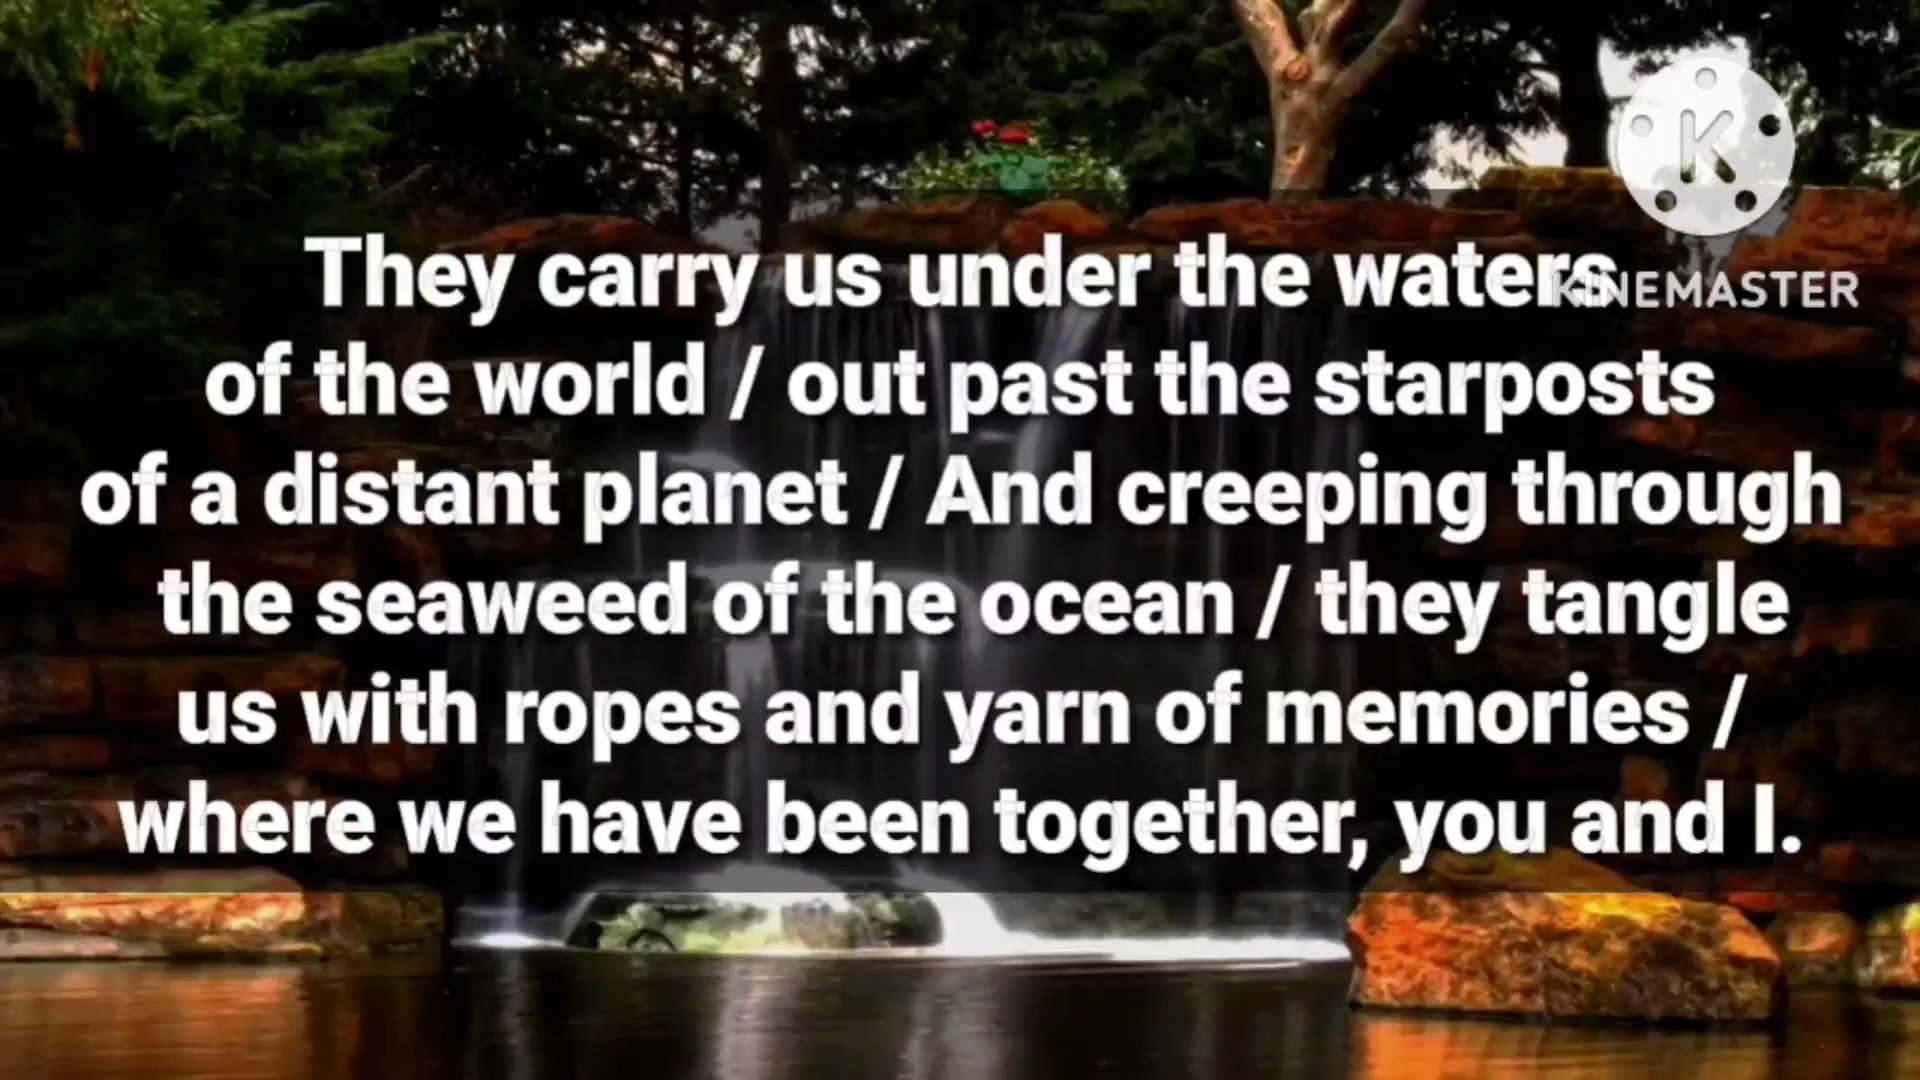 They carry us under the waters
of the world / out past the starposts
of a distant planet / And creeping through
the seaweed of the ocean / they tangle
us with ropes and yarn of memories /
where we have been together, you and I.
K
KINEMASTER